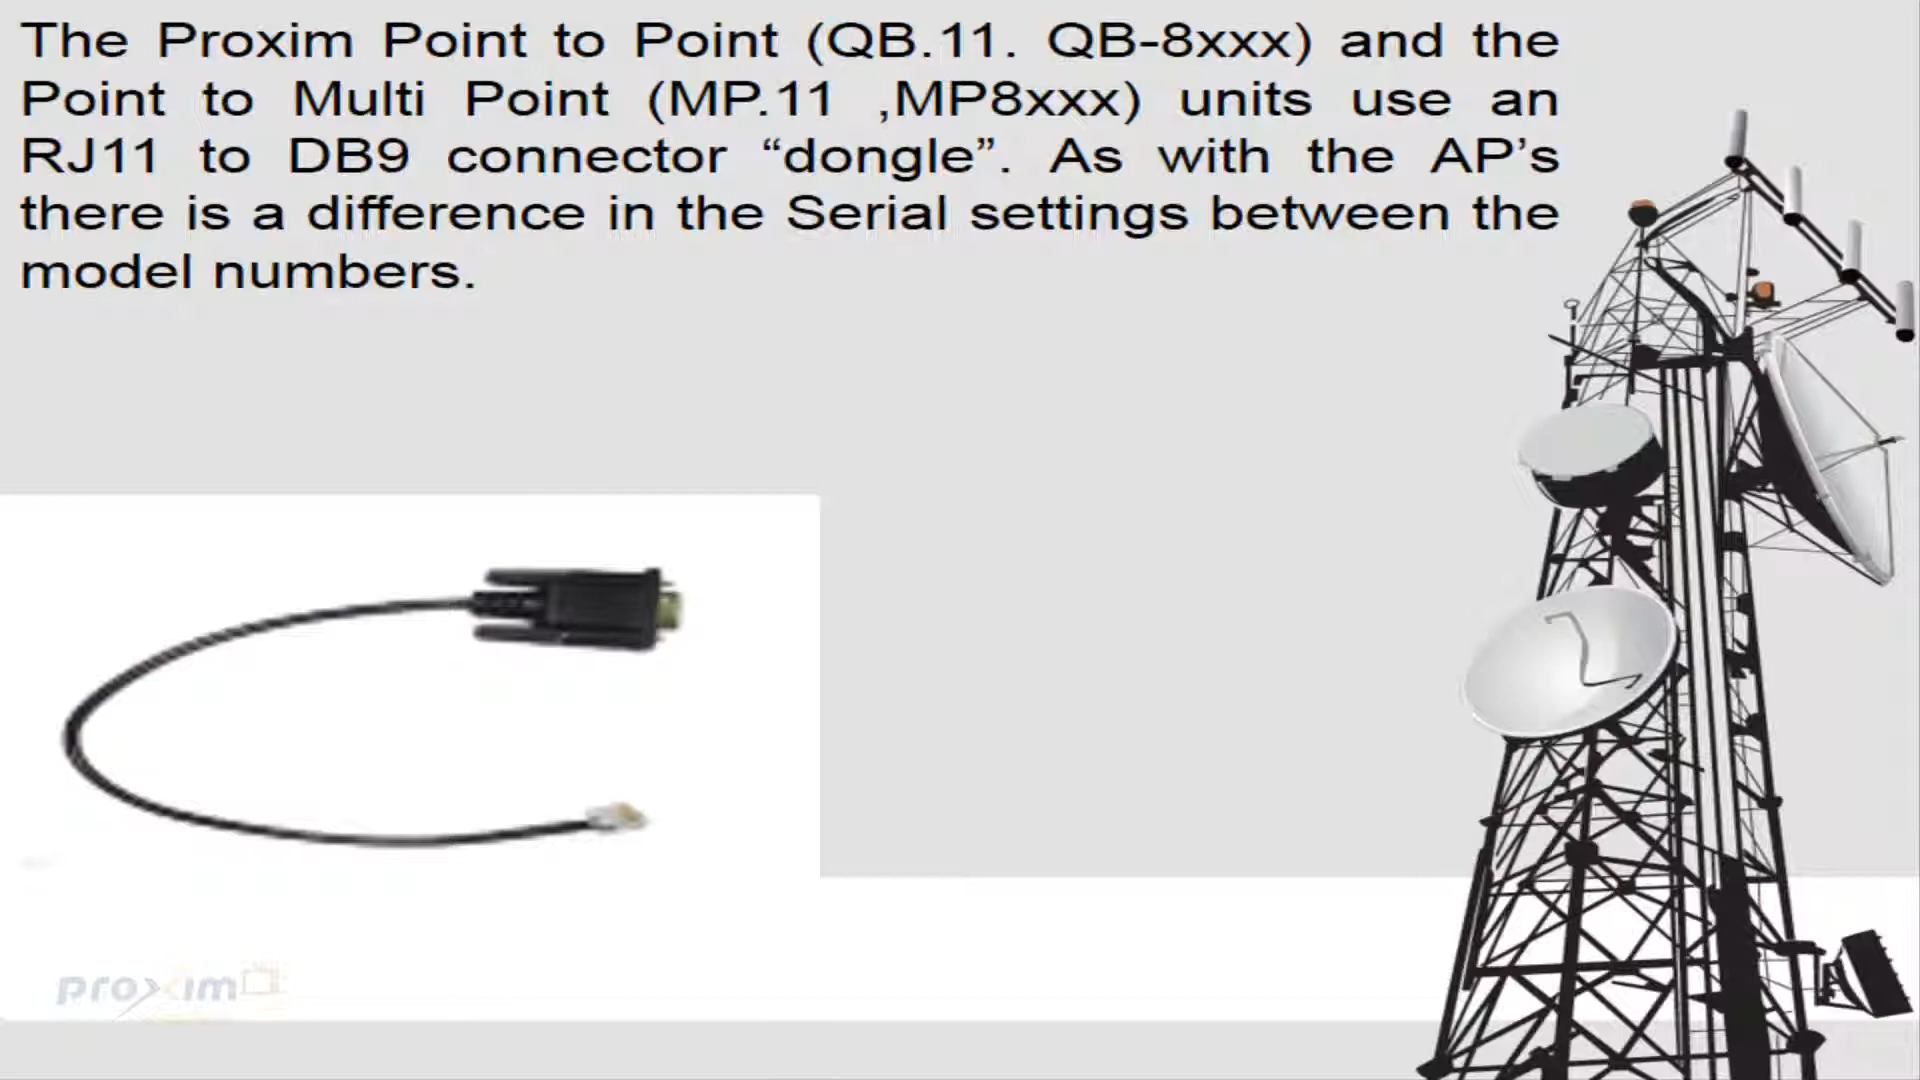 The Proxim Point to Point (QB.11. QB-8xxx) and the
Point to Multi Point (MP.11 ,MP8xxx) units use an
RJ11 to DB9 connector “dongle”. As with the AP’s
there is a difference in the Serial settings between the
model numbers.
proxim